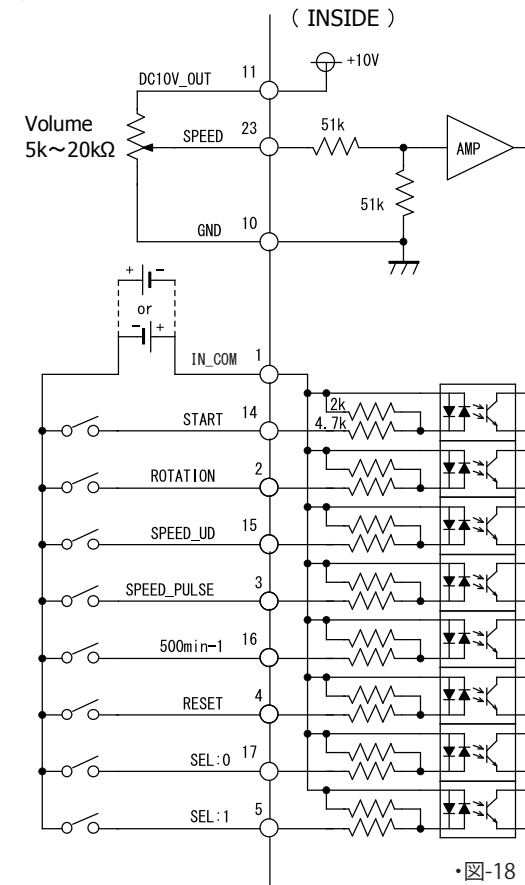 ( INSIDE )
DC10V_OUT 11 +10V
Volume
5k～20kΩ
SPEED 23 51k AMP
51k
GND 10
+ -
or
- +
IN_COM 1
2k
START 14 4.7k
ROTATION 2
SPEED_UD 15
SPEED_PULSE 3
500min-1 16
RESET 4
SEL:0 17
SEL:1 5
・図-18